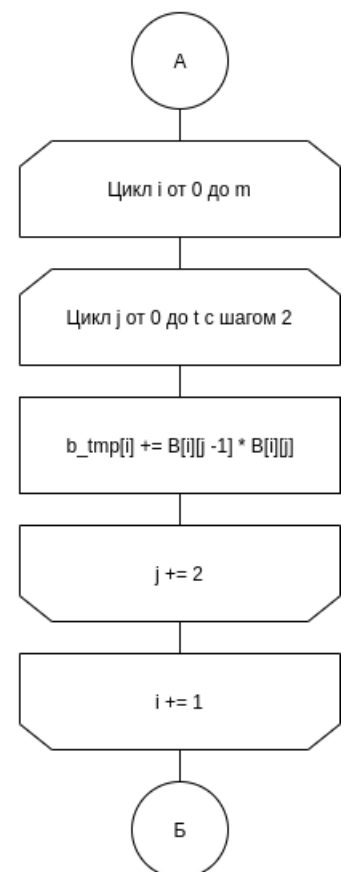 А
Цикл i от 0 до m
Цикл j от 0 до t с шагом 2
b_tmp[i] += B[i][j -1] * B[i][j]
j += 2
i += 1
Б